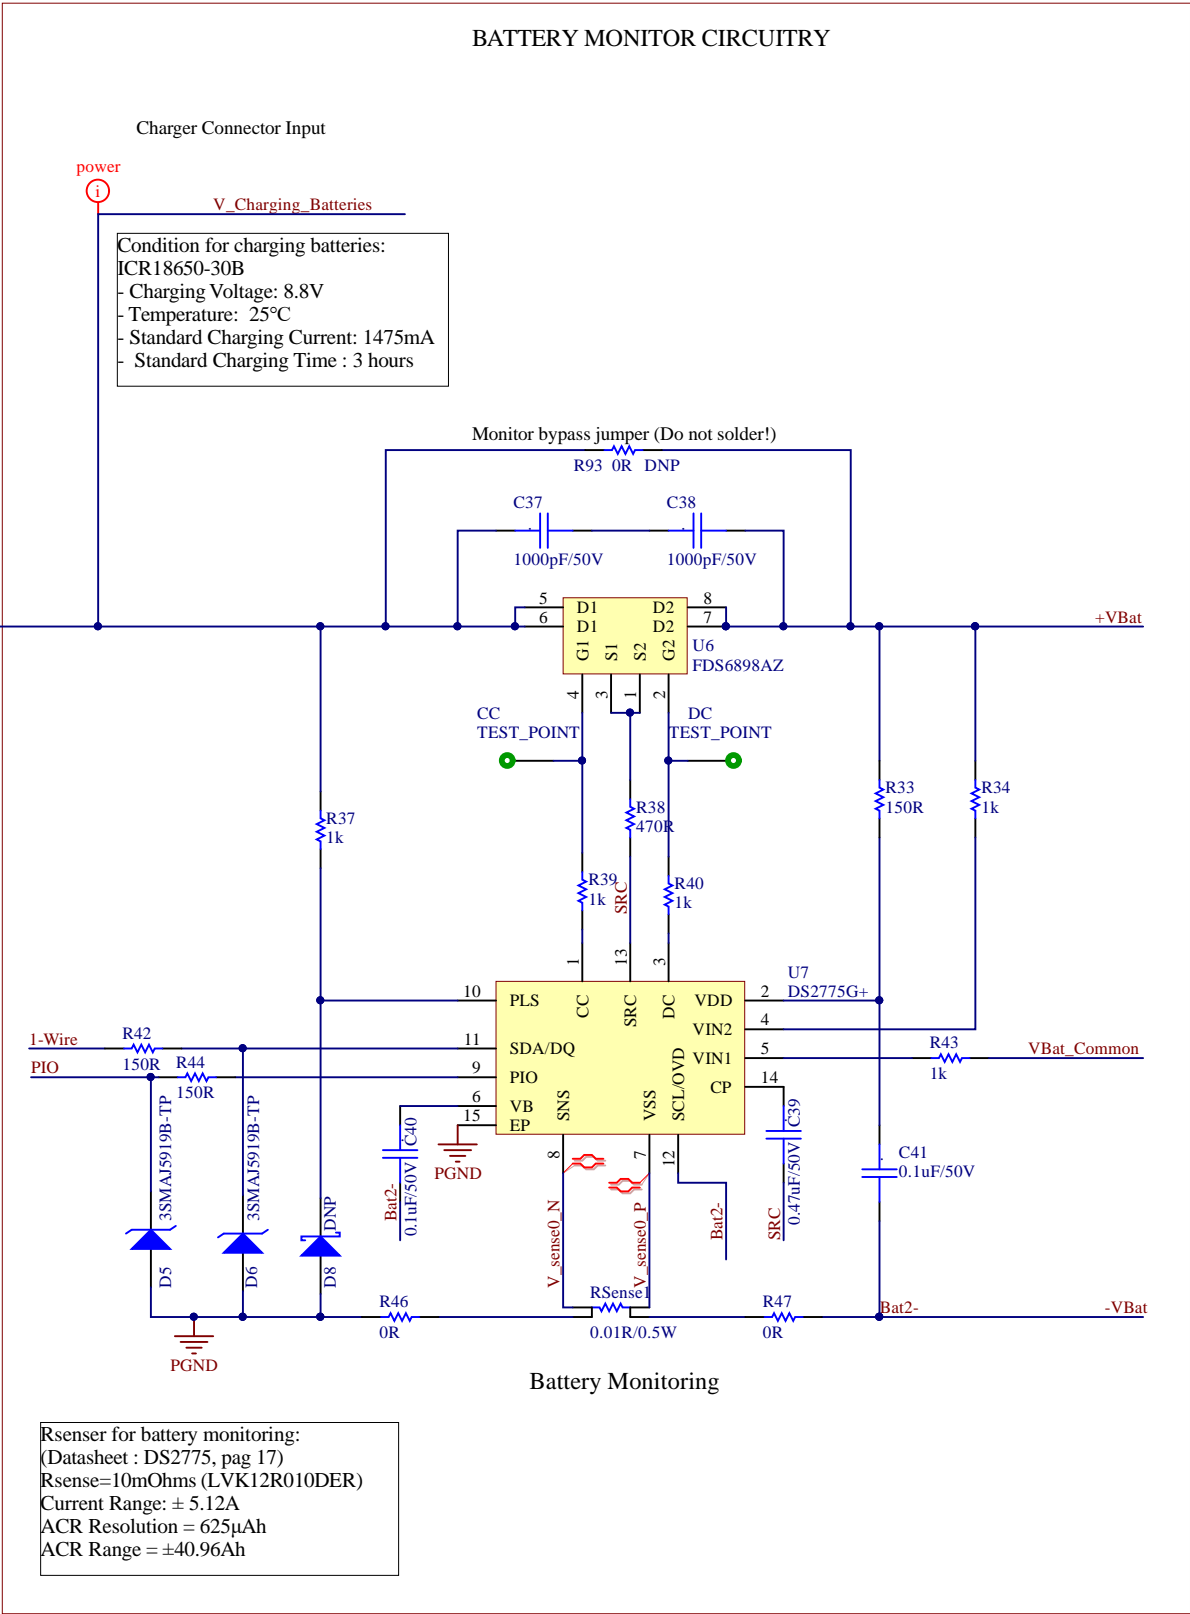 BATTERY MONITOR CIRCUITRY
Charger Connector Input
power
i
V_Charging_Batteries
Condition for charging batteries:
ICR18650-30B
- Charging Voltage: 8.8V
- Temperature: 25°C
- Standard Charging Current: 1475mA
- Standard Charging Time : 3 hours
Monitor bypass jumper (Do not solder!)
R93 0R DNP
C37
C38
1000pF/50V
1000pF/50V
5 D1 D2 8
6 D1 D2 7
+VBat
G1 S1 S2 G2
U6
FDS6898AZ
4 3 1 2
CC
TEST_POINT
DC
TEST_POINT
R37
1k
R38
470R
R33
150R
R34
1k
R39
1k
SRC
R40
1k
1 13 3
U7
DS2775G+
10 PLS
CC SRC DC
VDD 2
VIN2 4
1-Wire
R42
150R
11 SDA/DQ
VIN1 5
R43
1k
VBat_Common
PIO
R44
150R
9 PIO
CP 14
6 VB
15 EP
SNS VSS SCL/OVD
8 7 12
3SMAJ5919B-TP
3SMAJ5919B-TP
DNP
PGND
C40
0.1uF/50V
Bat2-
V_sense0_N
V_sense0_P
Bat2-
C39
0.47uF/50V
SRC
C41
0.1uF/50V
D5
D6
D8
R46
0R
RSense1
0.01R/0.5W
R47
0R
Bat2-
-VBat
PGND
Battery Monitoring
Rsenser for battery monitoring:
(Datasheet : DS2775, pag 17)
Rsense=10mOhms (LVK12R010DER)
Current Range: ± 5.12A
ACR Resolution = 625µAh
ACR Range = ±40.96Ah